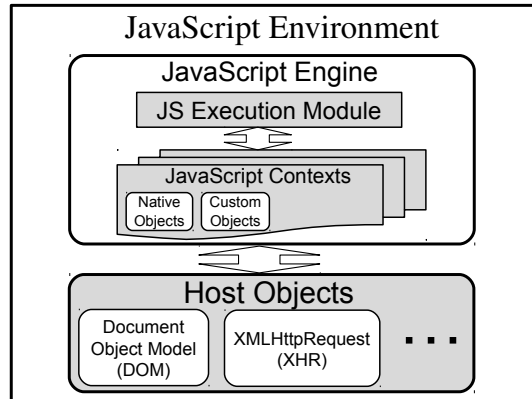 JavaScript Environment
JavaScript Engine
JS Execution Module
JavaScript Contexts
Native
Objects
Custom
Objects
Host Objects
Document
Object Model
(DOM)
XMLHttpRequest
(XHR)
. . .